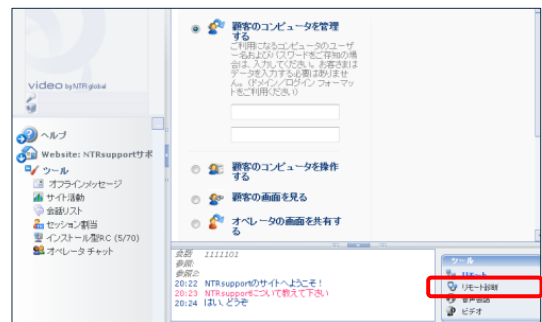 顧客のコンピュータを管理
する
ご利用になるコンピュータのユーザ
ー名およびパスワードをご存知の場
合は、入力してください。お客さまは
データを入力する必要はありませ
ん。(ドメイン/ログイン フォーマッ
トをご利用ください)
video by NTRglobal
ヘルプ
Website: NTRsupportサポ
ツール
オフラインメッセージ
サイト活動
会話リスト
セッション割当
インストール型RC (5/70)
オペレータ チャット
顧客のコンピュータを操作
する
顧客の画面を見る
オペレータの画面を共有す
る
会話 1111101
参照:
参照2:
20:22 NTRsupportのサイトへようこそ!
20:23 NTRsupportについて教えて下さい
20:24 はい、どうぞ
ツール
リモート
リモート診断
音声会話
ビデオ